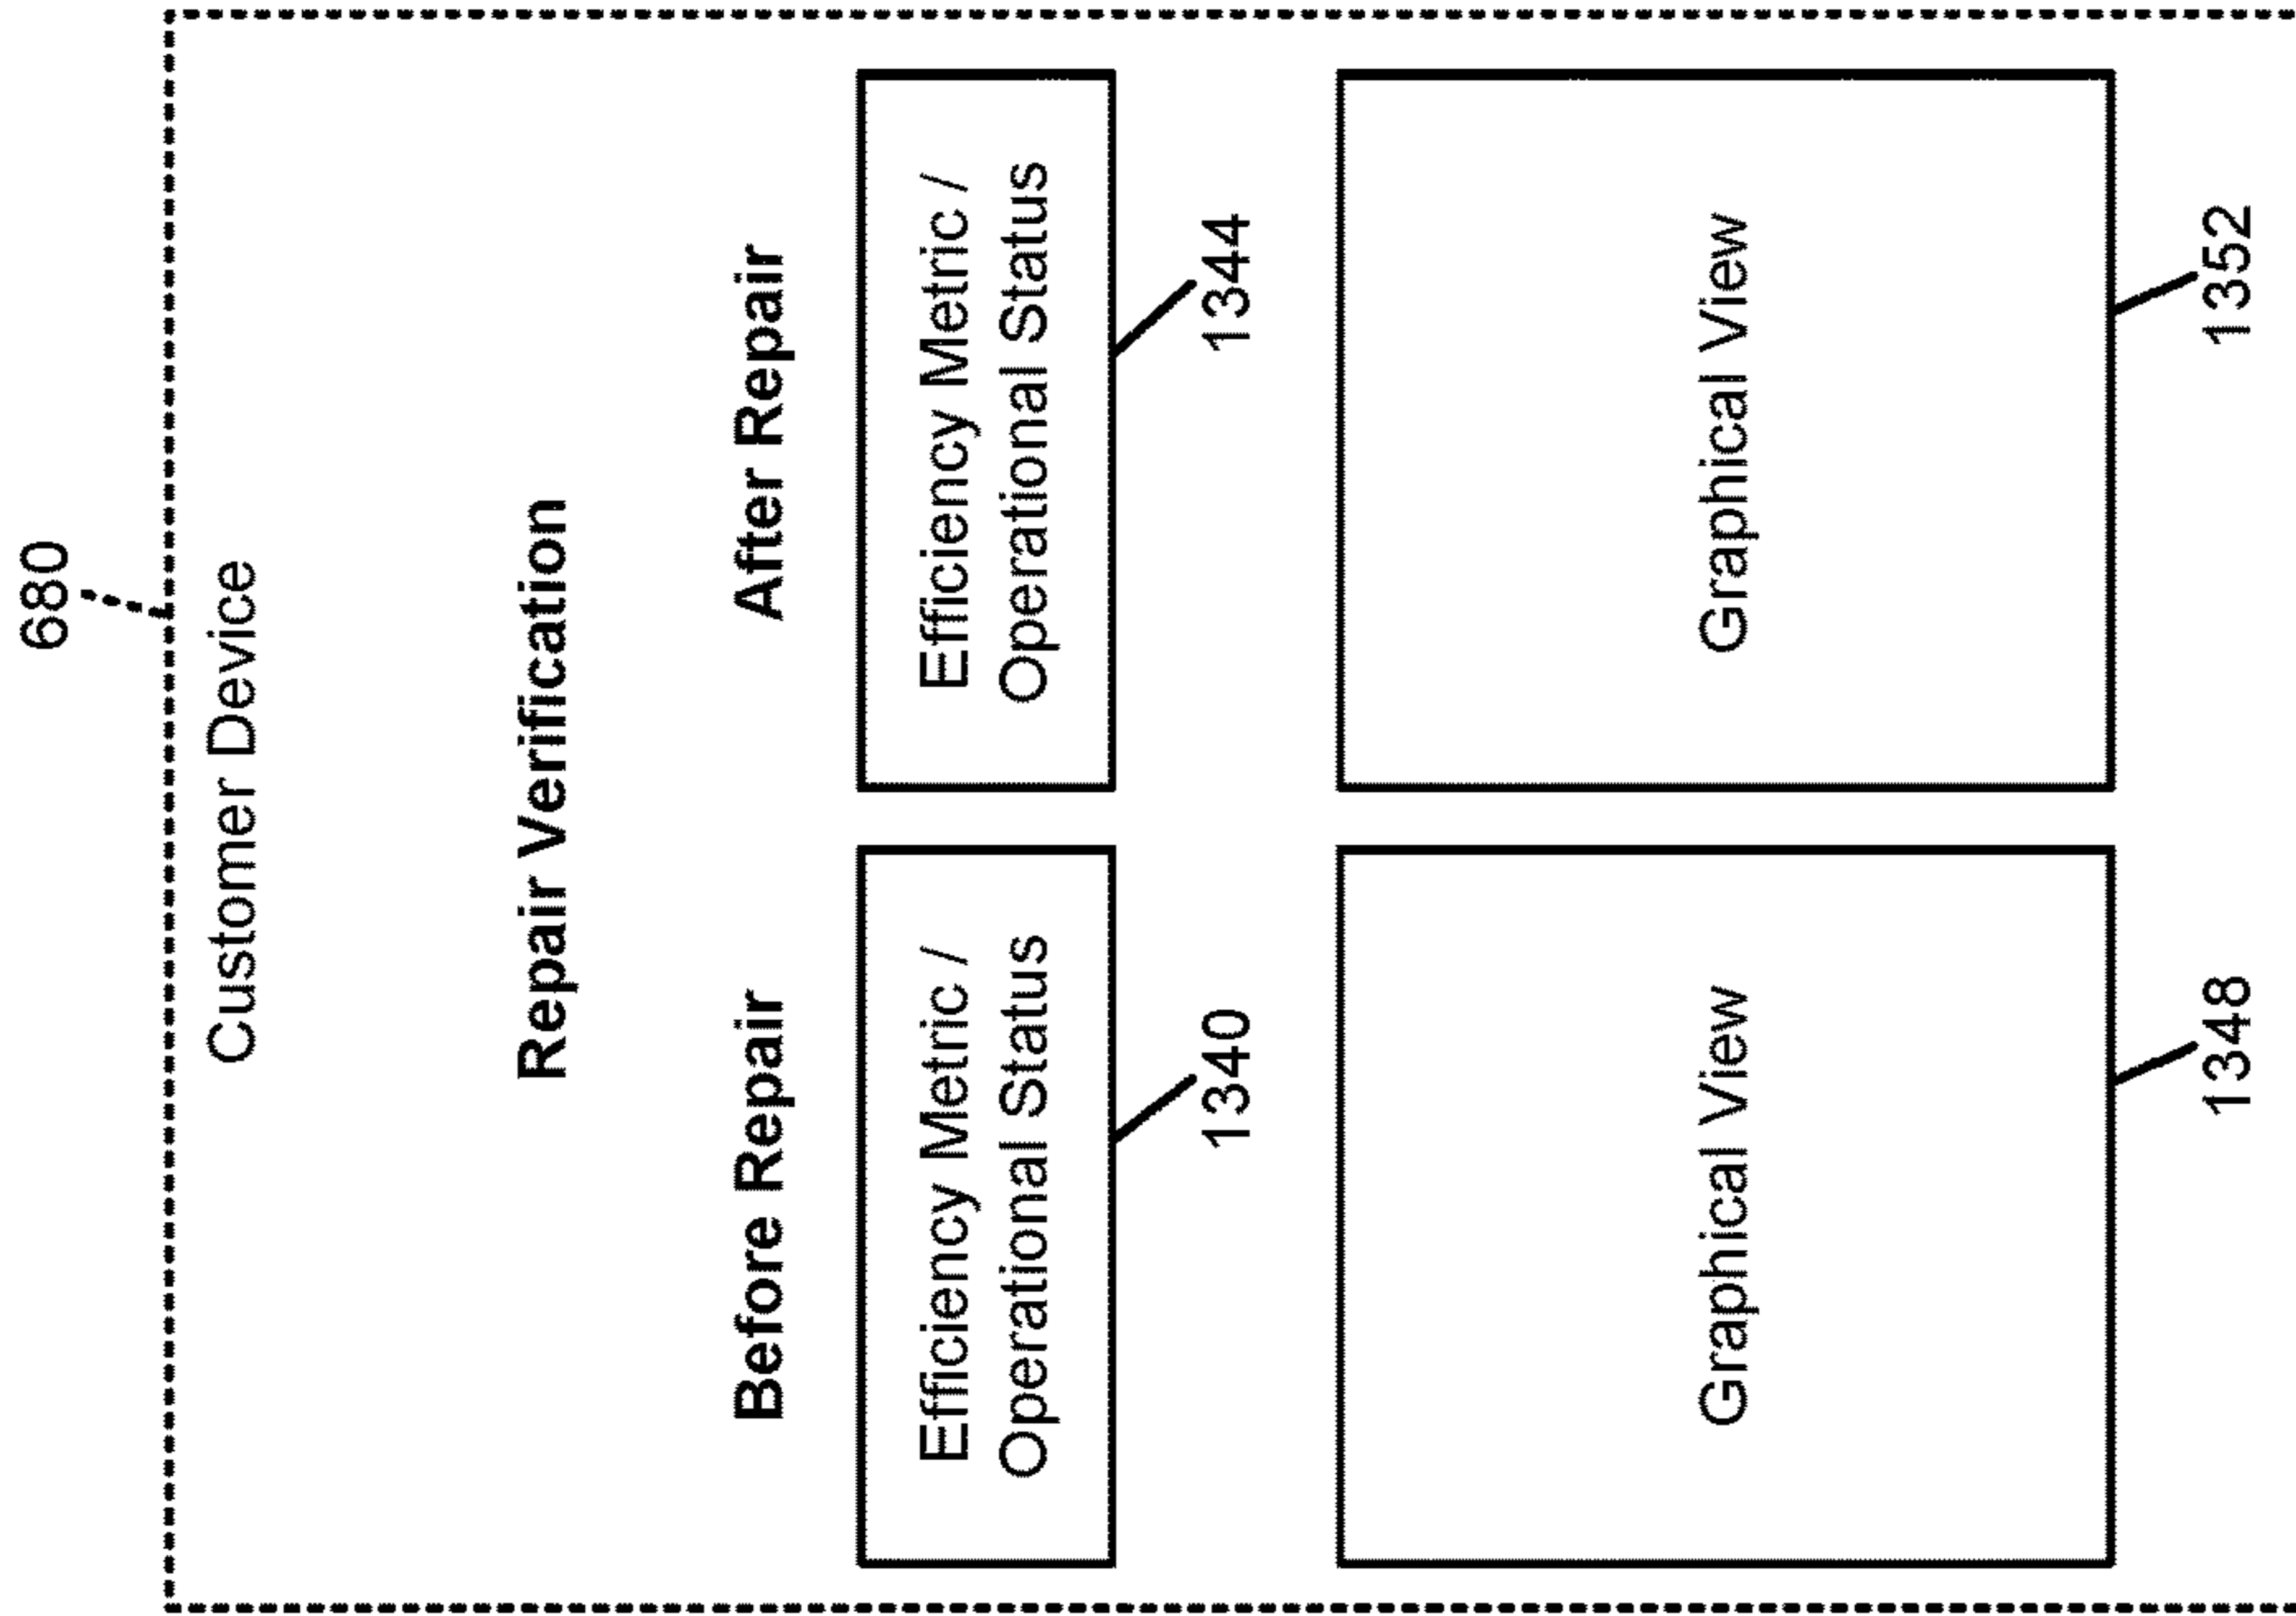 680
Customer Device
Repair Verification
Before Repair
After Repair
Efficiency Metric /
Operational Status
1340
Efficiency Metric /
Operational Status
1344
Graphical View
1348
Graphical View
1352